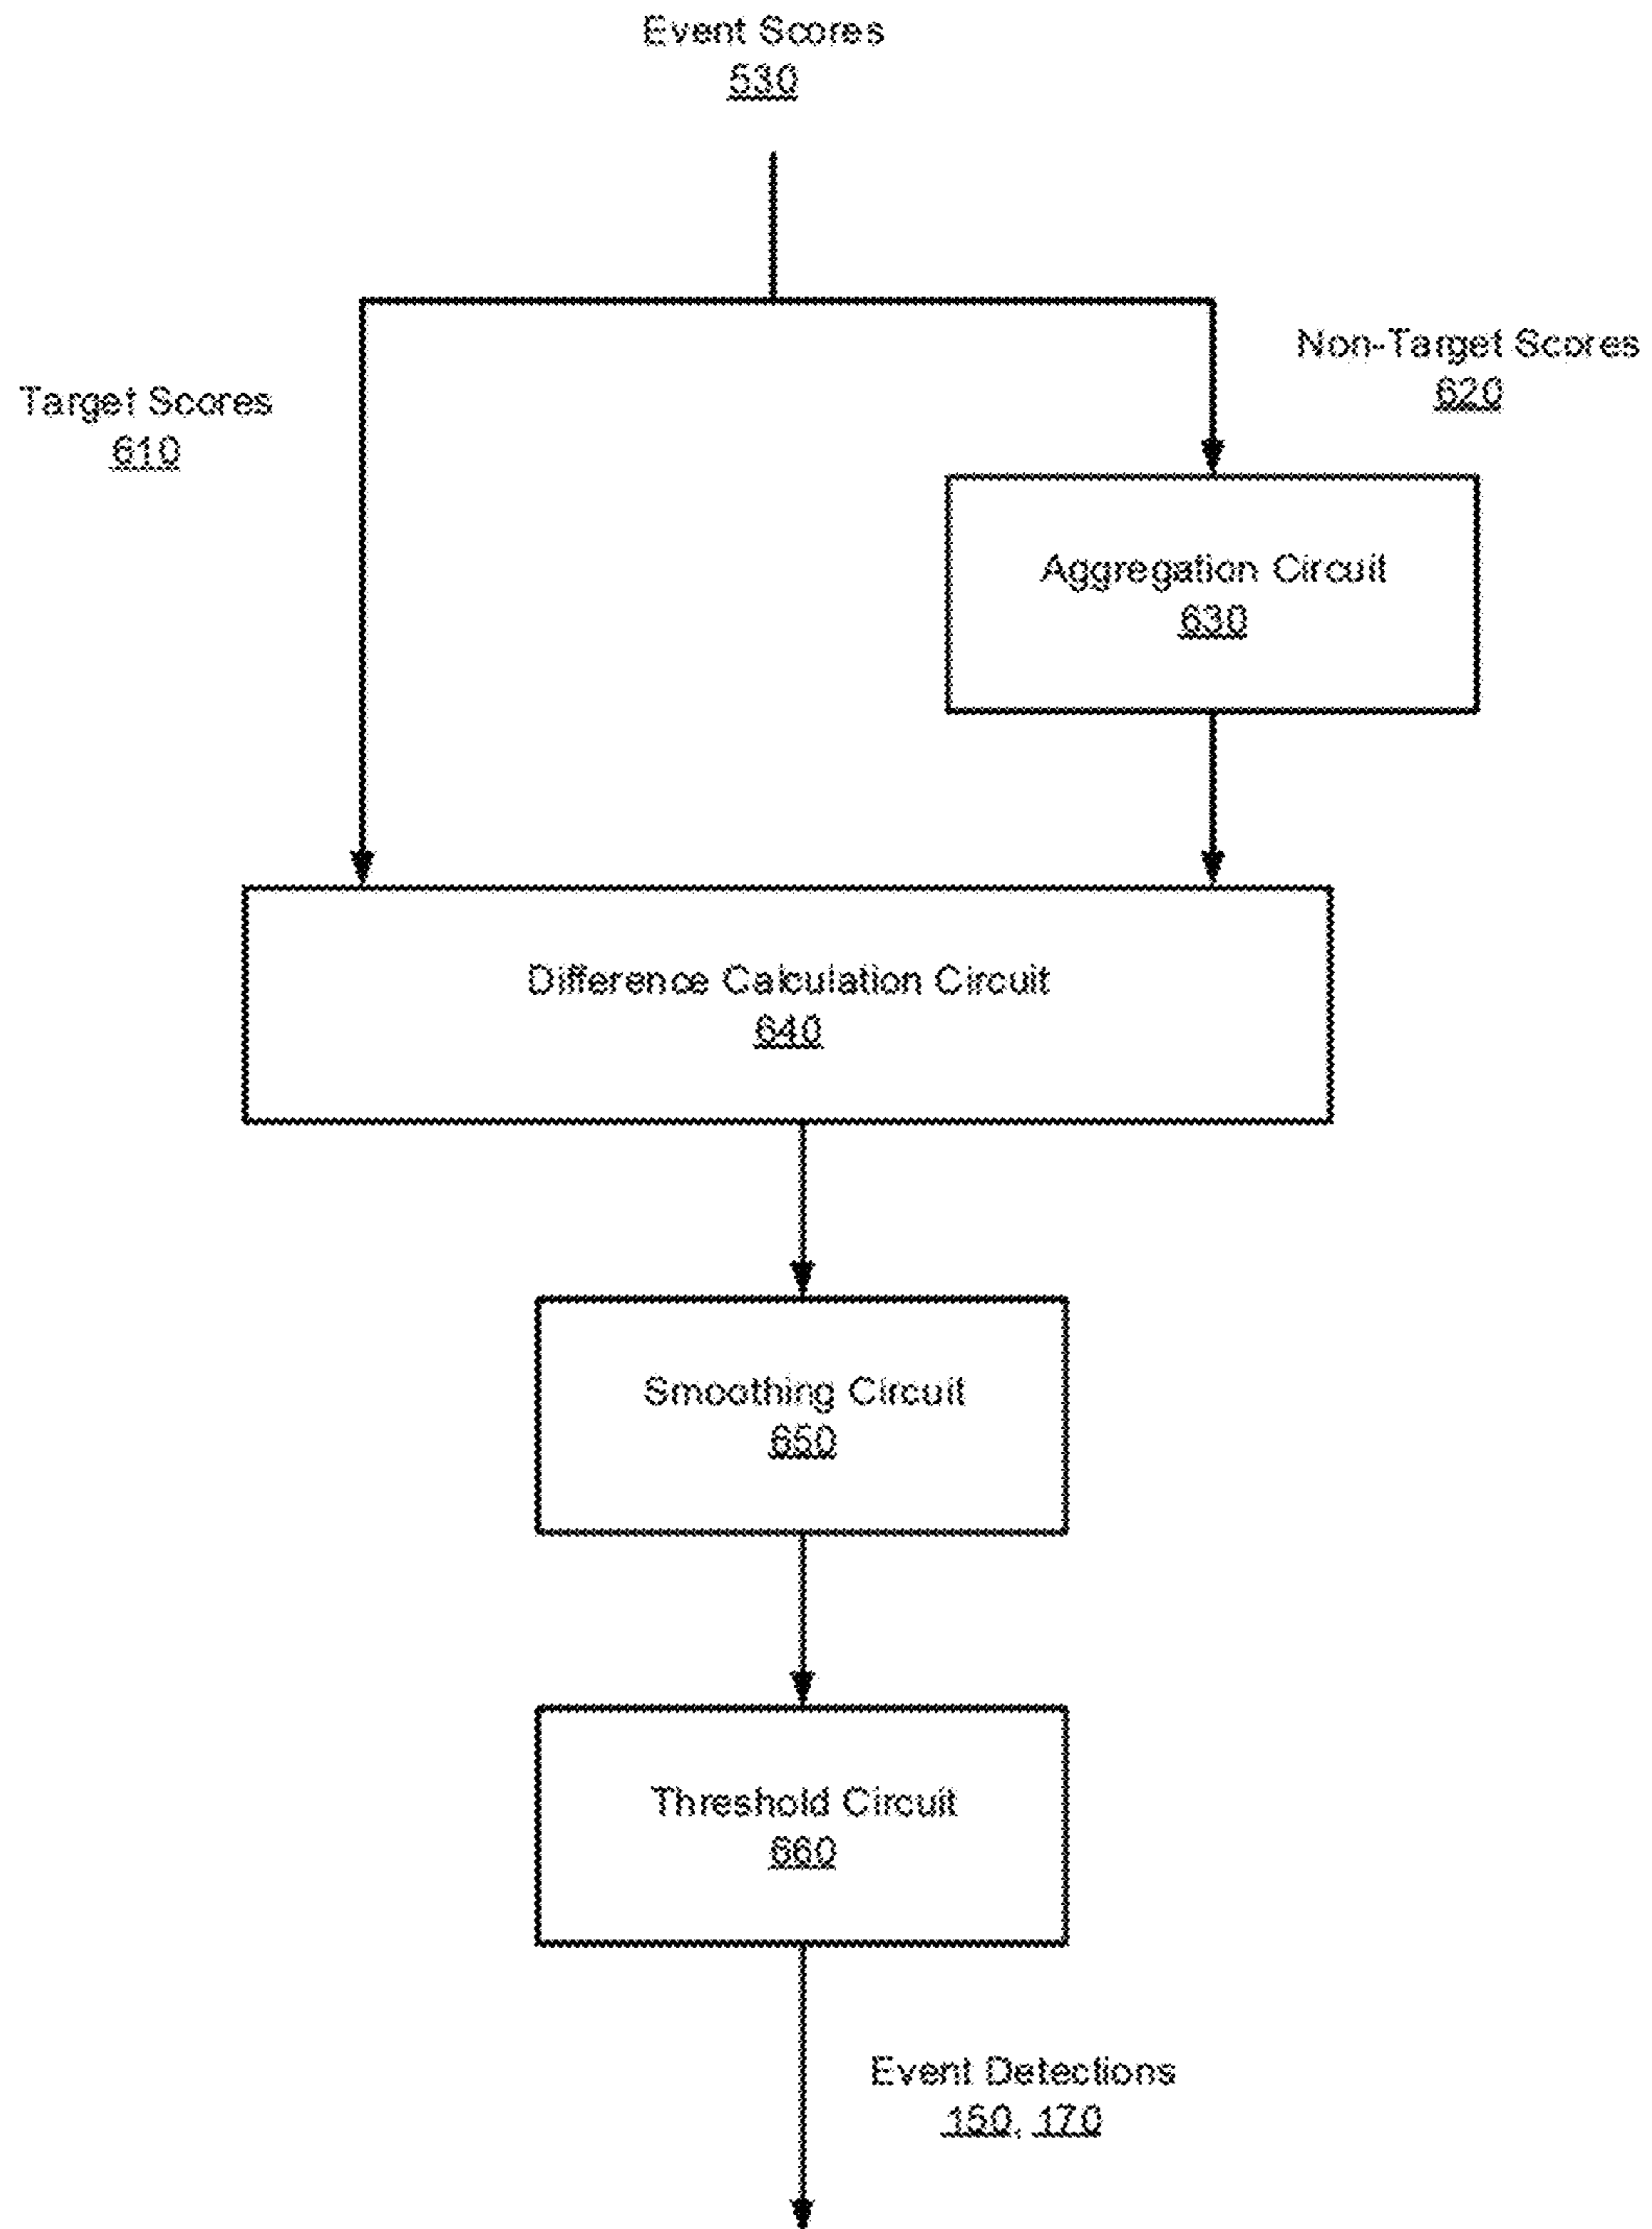 Event Scores
530
Non-Target Scores
620
Target Scores
610
Aggregation Circuit
630
Difference Calculation Circuit
640
Smoothing Circuit
650
Threshold Circuit
660
Event Detections
150, 170